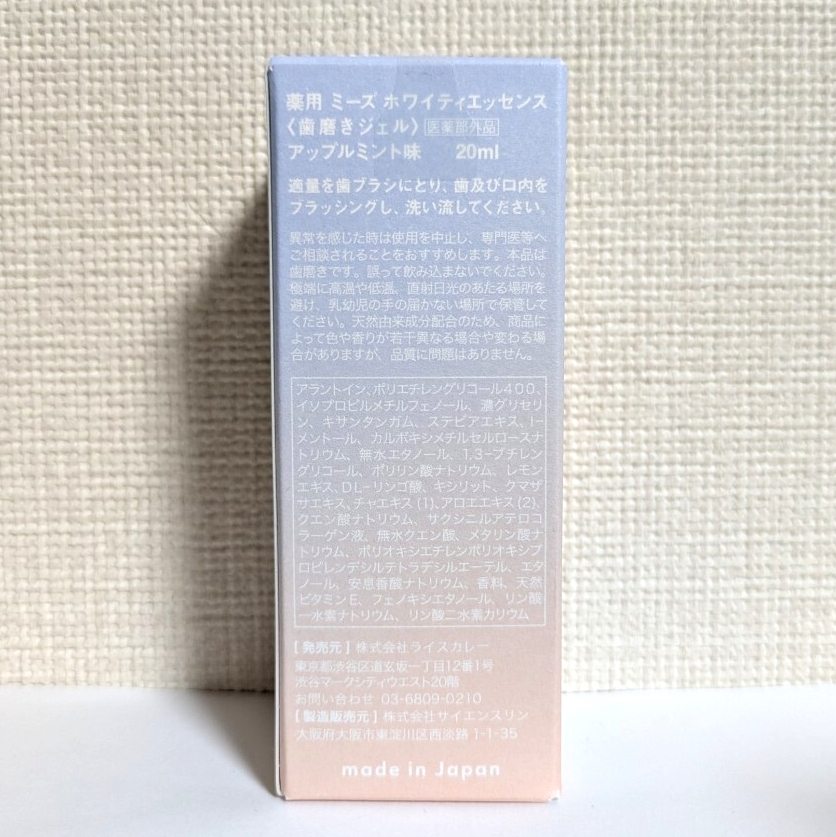 薬用 ミーズ ホワイティエッセンス
〈歯磨きジェル〉 医薬部外品
アップルミント味 20ml
適量を歯ブラシにとり、歯及び口内を
ブラッシングし、洗い流してください。
異常を感じた時は使用を中止し、専門医等へ
ご相談されることをおすすめします。本品は
歯磨きです。誤って飲み込まないでください。
極端に高温や低温、直射日光のあたる場所を
避け、乳幼児の手の届かない場所で保管して
ください。天然由来成分配合のため、商品に
よって色や香りが若干異なる場合や変わる場
合がありますが、品質に問題はありません。
アラントイン、ポリエチレングリコール400、
イソプロピルメチルフェノール、濃グリセリ
ン、キサンタンガム、ステビアエキス、l-
メントール、カルボキシメチルセルロースナ
トリウム、無水エタノール、1,3-ブチレン
グリコール、ポリリン酸ナトリウム、レモン
エキス、DL-リンゴ酸、キシリット、クマザ
サエキス、チャエキス(1)、アロエエキス(2)、
クエン酸ナトリウム、サクシニルアテロコ
ラーゲン液、無水クエン酸、メタリン酸ナ
トリウム、ポリオキシエチレンポリオキシプ
ロピレンデシルテトラデシルエーテル、エタ
ノール、安息香酸ナトリウム、香料、天然
ビタミンE、フェノキシエタノール、リン酸
一水素ナトリウム、リン酸二水素カリウム
[発売元] 株式会社ライスカレー
東京都渋谷区道玄坂一丁目12番1号
渋谷マークシティウエスト20階
お問い合わせ 03-6809-0210
[製造販売元] 株式会社サイエンスリン
大阪府大阪市東淀川区西淡路 1-1-35
made in Japan